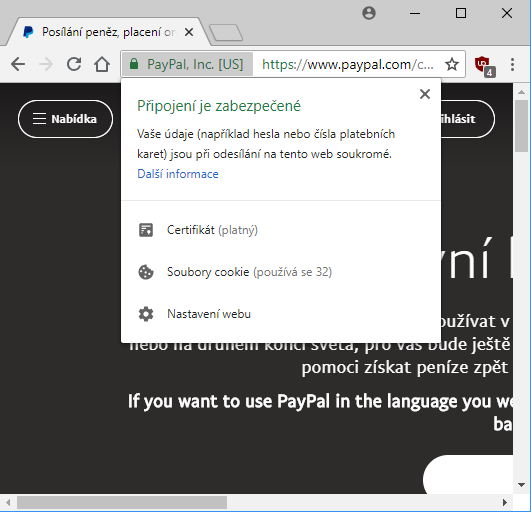 Posílání peněz, placení or
PayPal, Inc. [US]
https://www.paypal.com/c...
4
Připojení je zabezpečené
Vaše údaje (například hesla nebo čísla platebních
karet) jsou při odesílání na tento web soukromé.
Další informace
Certifikát (platný)
Soubory cookie (používá se 32)
Nastavení webu
Nabídka
ihlásit
vní
oužívat v
nebo na druhém konci světa, pro vás bude ještě
pomoci získat peníze zpět
If you want to use PayPal in the language you we
ba